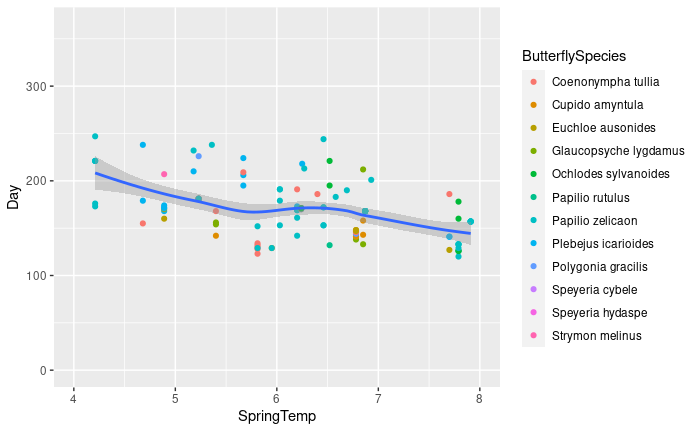 300
200
100
0
Day
4
5
6
7
8
SpringTemp
ButterflySpecies
Coenonympha tullia
Cupido amyntula
Euchloe ausonides
Glaucopsyche lygdamus
Ochlodes sylvanoides
Papilio rutulus
Papilio zelicaon
Plebejus icarioides
Polygonia gracilis
Speyeria cybele
Speyeria hydaspe
Strymon melinus